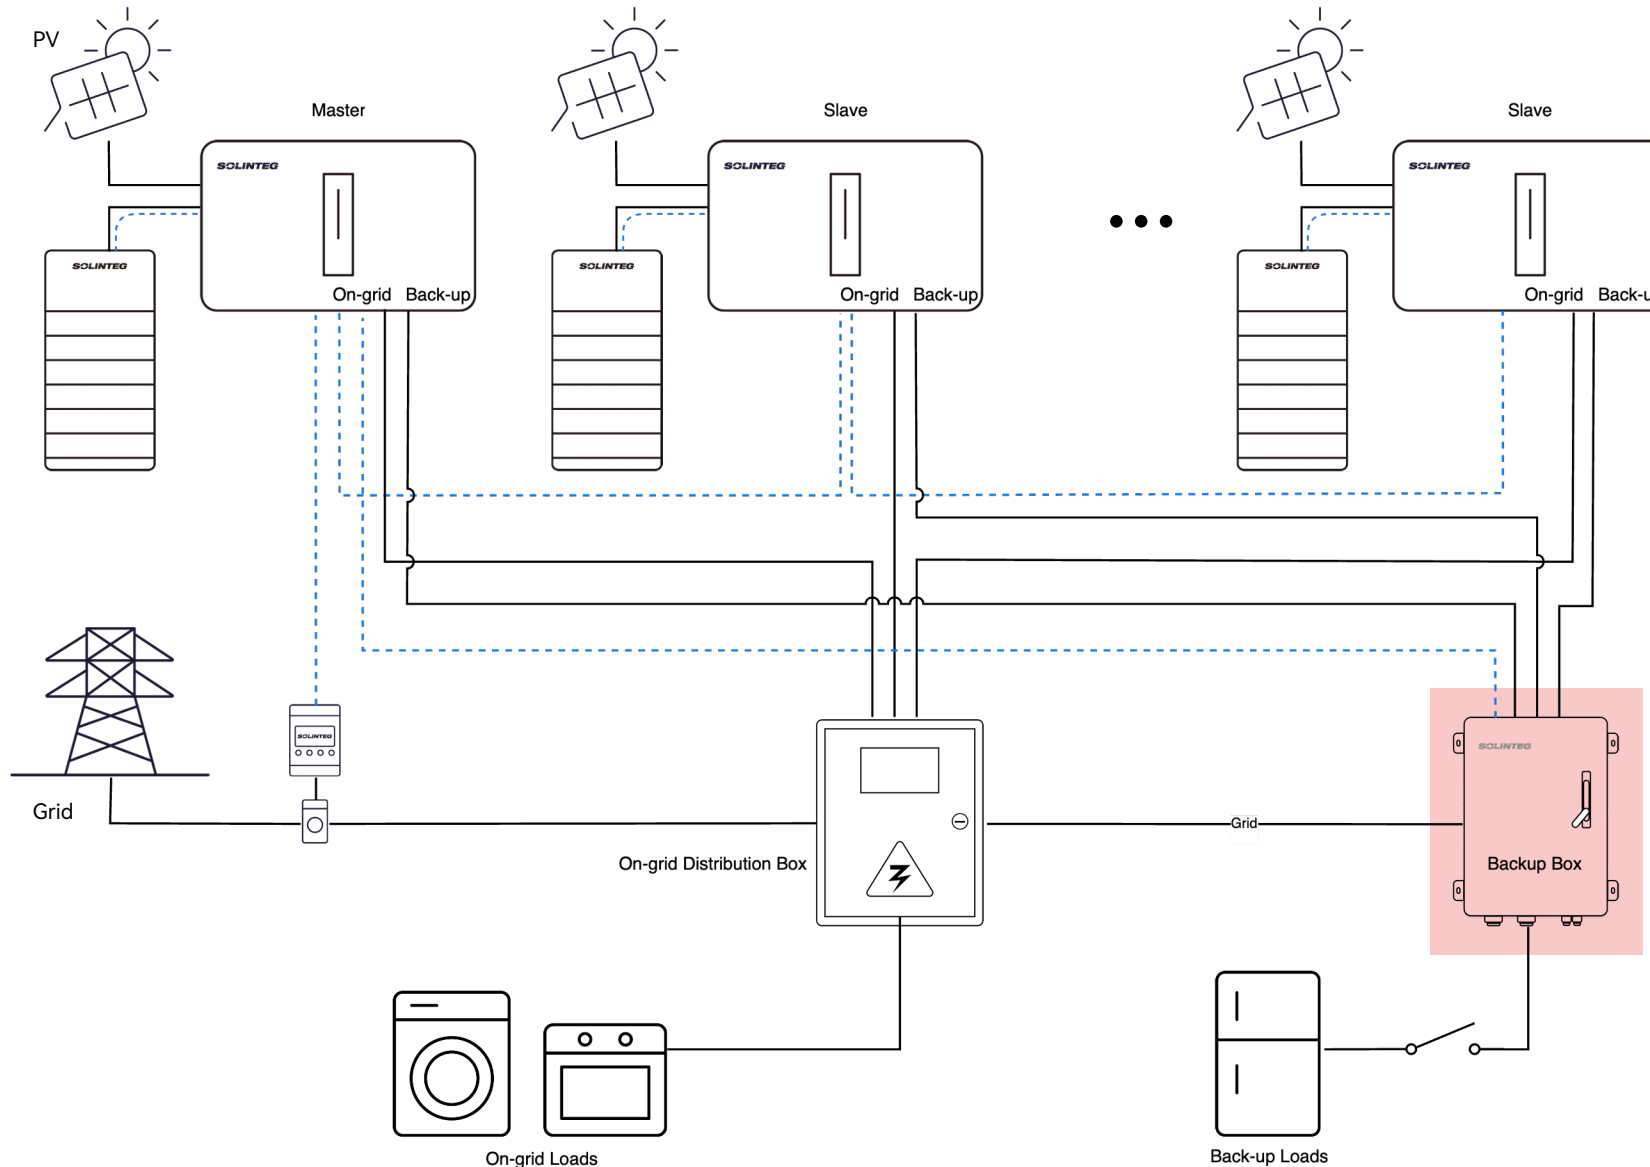 PV
Master
Slave
Slave
SOLINTEG
SOLINTEG
SOLINTEG
SOLINTEG
SOLINTEG
SOLINTEG
On-grid Back-up
On-grid Back-up
On-grid Back-u
SOLINTEG
SOLINTEG
Grid
Grid
On-grid Distribution Box
Backup Box
On-grid Loads
Back-up Loads